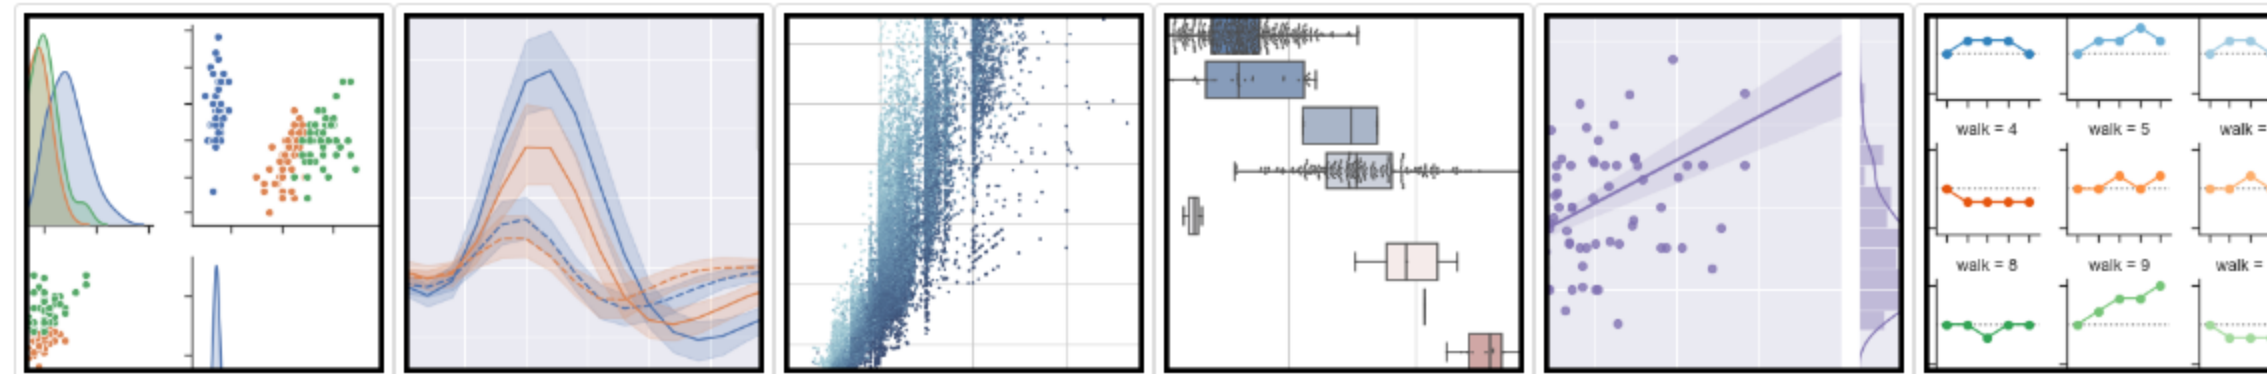 walk = 4 walk = 5 walk =
walk = 8 walk = 9 walk =